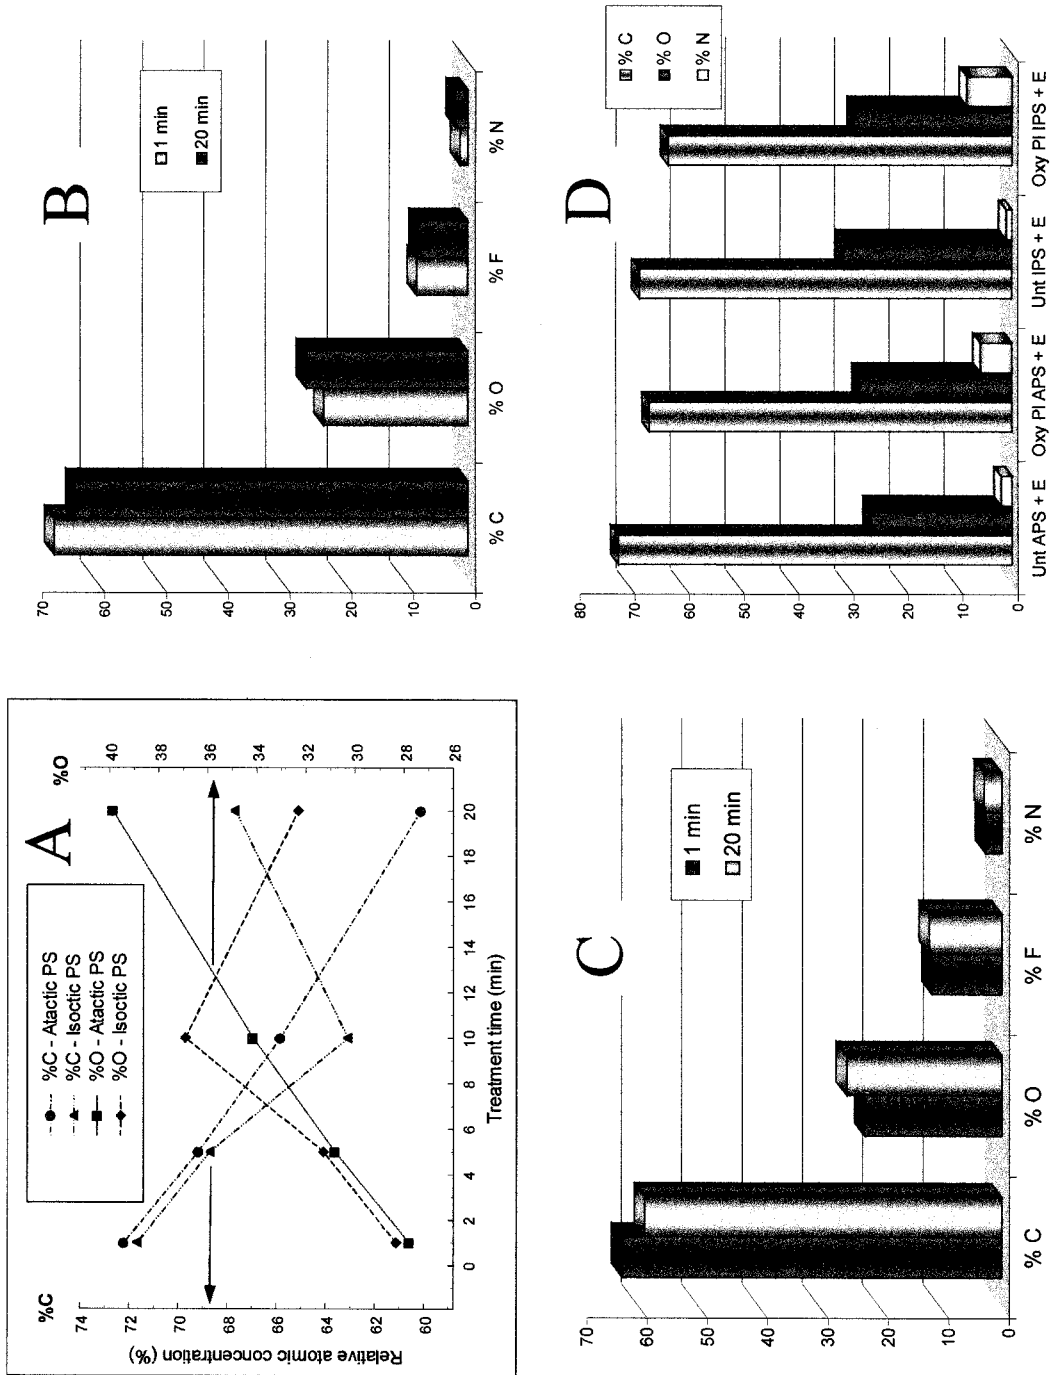 A
%C
%O
%C - Atactic PS
%C - Isoctic PS
%O - Atactic PS
%O - Isoctic PS
Relative atomic concentration (%)
74
72
70
68
66
64
62
60
40
38
36
34
32
30
28
26
0
2
4
6
8
10
12
14
16
18
20
Treatment time (min)
B
1 min
20 min
70
60
50
40
30
20
10
0
% C
% O
% F
% N
C
1 min
20 min
70
60
50
40
30
20
10
0
% C
% O
% F
% N
D
% C
% O
% N
80
70
60
50
40
30
20
10
0
Unt APS + E
Oxy Pl APS + E
Unt IPS + E
Oxy Pl IPS + E